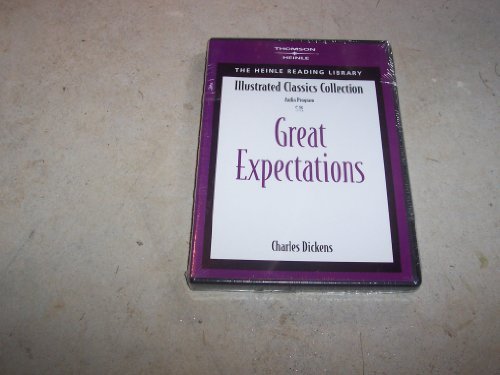 THOMSON
HEINLE
THE HEINLE READING LIBRARY
Illustrated Classics Collection
Audio Program
Great
Expectations
Charles Dickens